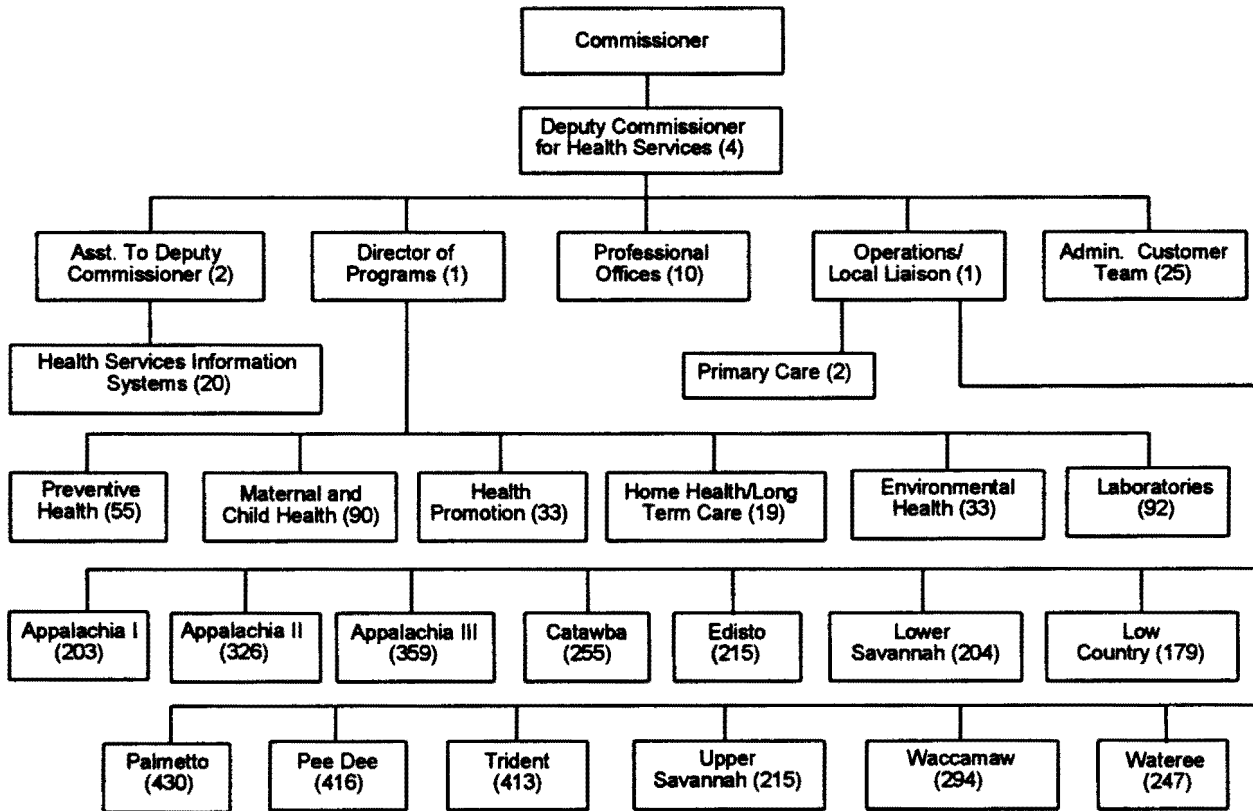 Commissioner
Deputy Commissioner
for Health Services (4)
Asst. To Deputy
Commissioner (2)
Director of
Programs (1)
Professional
Offices (10)
Operations/
Local Liaison (1)
Admin. Customer
Team (25)
Health Services Information
Systems (20)
Primary Care (2)
Preventive
Health (55)
Maternal and
Child Health (90)
Health
Promotion (33)
Home Health/Long
Term Care (19)
Environmental
Health (33)
Laboratories
(92)
Appalachia I
(203)
Appalachia II
(326)
Appalachia III
(359)
Catawba
(255)
Edisto
(215)
Lower
Savannah (204)
Low
Country (179)
Palmetto
(430)
Pee Dee
(416)
Trident
(413)
Upper
Savannah (215)
Waccamaw
(294)
Wateree
(247)